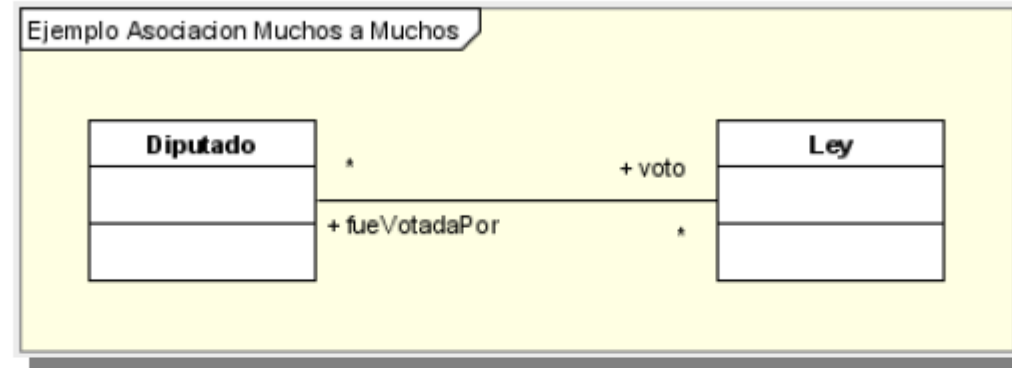 Ejemplo Asociacion Muchos a Muchos
Diputado
*
+ fueVotadaPor
+ voto
*
Ley